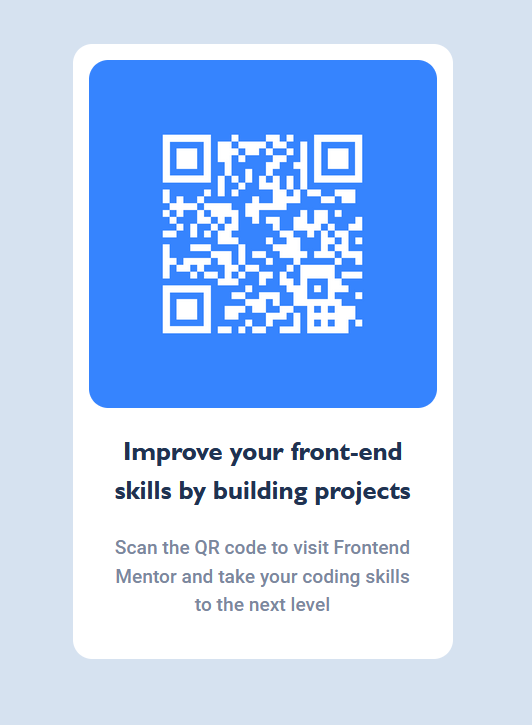 Improve your front-end
skills by building projects
Scan the QR code to visit Frontend
Mentor and take your coding skills
to the next level